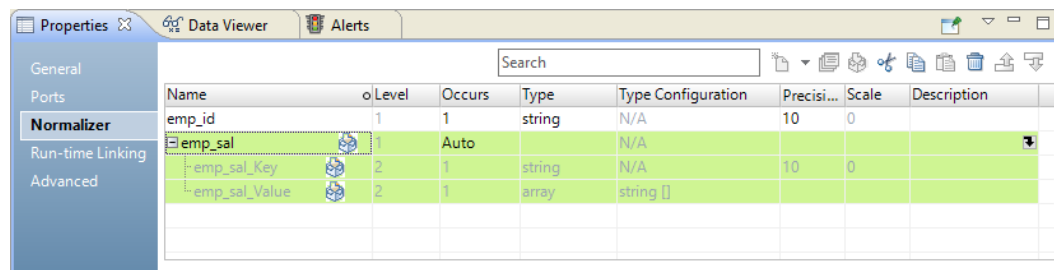 Properties Data Viewer Alerts
Search
General
Ports
Normalizer
Run-time Linking
Advanced
Name o Level Occurs Type Type Configuration Precisi... Scale Description
emp_id 1 1 string N/A 10 0
emp_sal 1 Auto N/A
emp_sal_Key 2 1 string N/A 10 0
emp_sal_Value 2 1 array string []